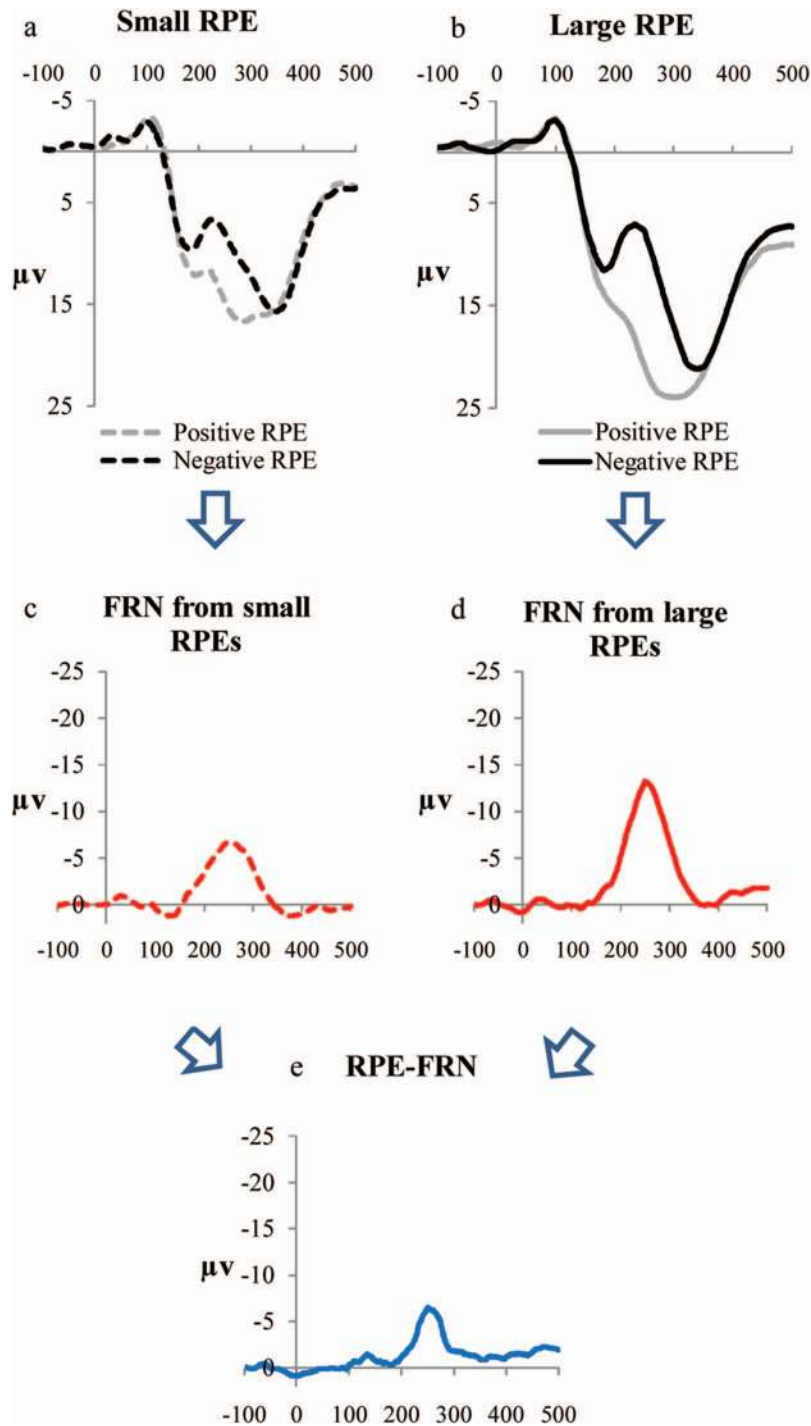 a
Small RPE
-100 0 100 200 300 400 500
-5
5
μv
15
25
Positive RPE
Negative RPE
b
Large RPE
-100 0 100 200 300 400 500
-5
5
μv
15
25
Positive RPE
Negative RPE
c
FRN from small
RPEs
-25
-20
-15
μv
-10
-5
0
-100 0 100 200 300 400 500
d
FRN from large
RPEs
-25
-20
-15
μv
-10
-5
0
-100 0 100 200 300 400 500
e
RPE-FRN
-25
-20
-15
μv
-10
-5
0
-100 0 100 200 300 400 500